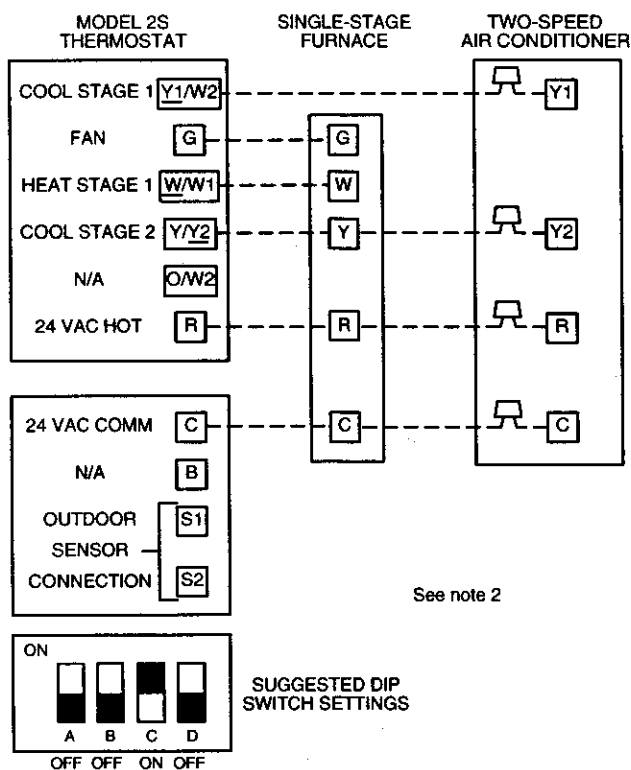 MODEL 2S THERMOSTAT
SINGLE-STAGE FURNACE
TWO-SPEED AIR CONDITIONER
COOL STAGE 1 Y1/W2 Y1
FAN G G
HEAT STAGE 1 W/W1 W
COOL STAGE 2 Y/Y2 Y Y2
N/A O/W2
24 VAC HOT R R R
24 VAC COMM C C C
N/A B
OUTDOOR S1
SENSOR
CONNECTION S2
See note 2
ON
SUGGESTED DIP
SWITCH SETTINGS
A B C D
OFF OFF ON OFF